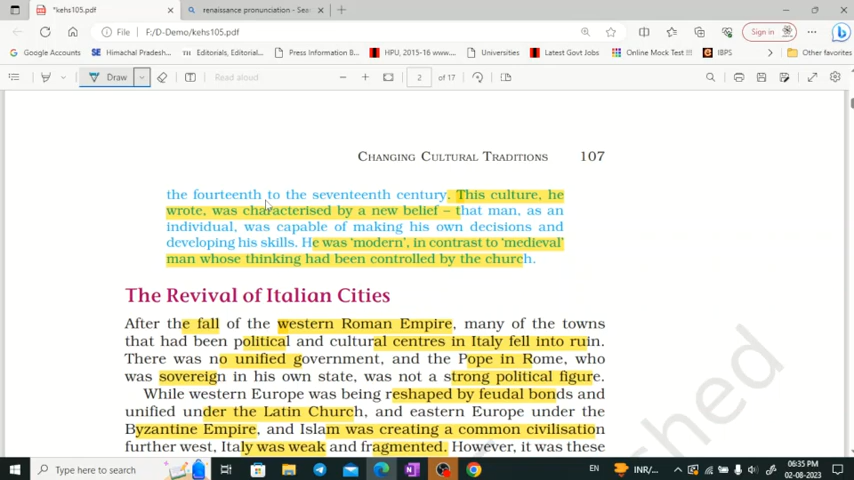 *kehs105.pdf
renaissance pronunciation - Sea
File
F:/D-Demo/kehs105.pdf
Sign in
Google
SHIMLA
Himachal Pradesh...
TH Editorials, Editorial...
Press Information B...
HPU, 2015-16 www....
Universities
Latest Govt Jobs
Online Mock Test !!!
IBPS
Other favorites
Draw
Read aloud
2
of 17
CHANGING CULTURAL TRADITIONS 107
the fourteenth to the seventeenth century. This culture, he
wrote, was characterised by a new belief – that man, as an
individual, was capable of making his own decisions and
developing his skills. He was 'modern', in contrast to 'medieval'
man whose thinking had been controlled by the church.
The Revival of Italian Cities
After the fall of the western Roman Empire, many of the towns
that had been political and cultural centres in Italy fell into ruin.
There was no unified government, and the Pope in Rome, who
was sovereign in his own state, was not a strong political figure.
While western Europe was being reshaped by feudal bonds and
unified under the Latin Church, and eastern Europe under the
Byzantine Empire, and Islam was creating a common civilisation
further west, Italy was weak and fragmented. However, it was these
shed
Type here to search
EN
INR/...
06:35 PM
02-08-2023